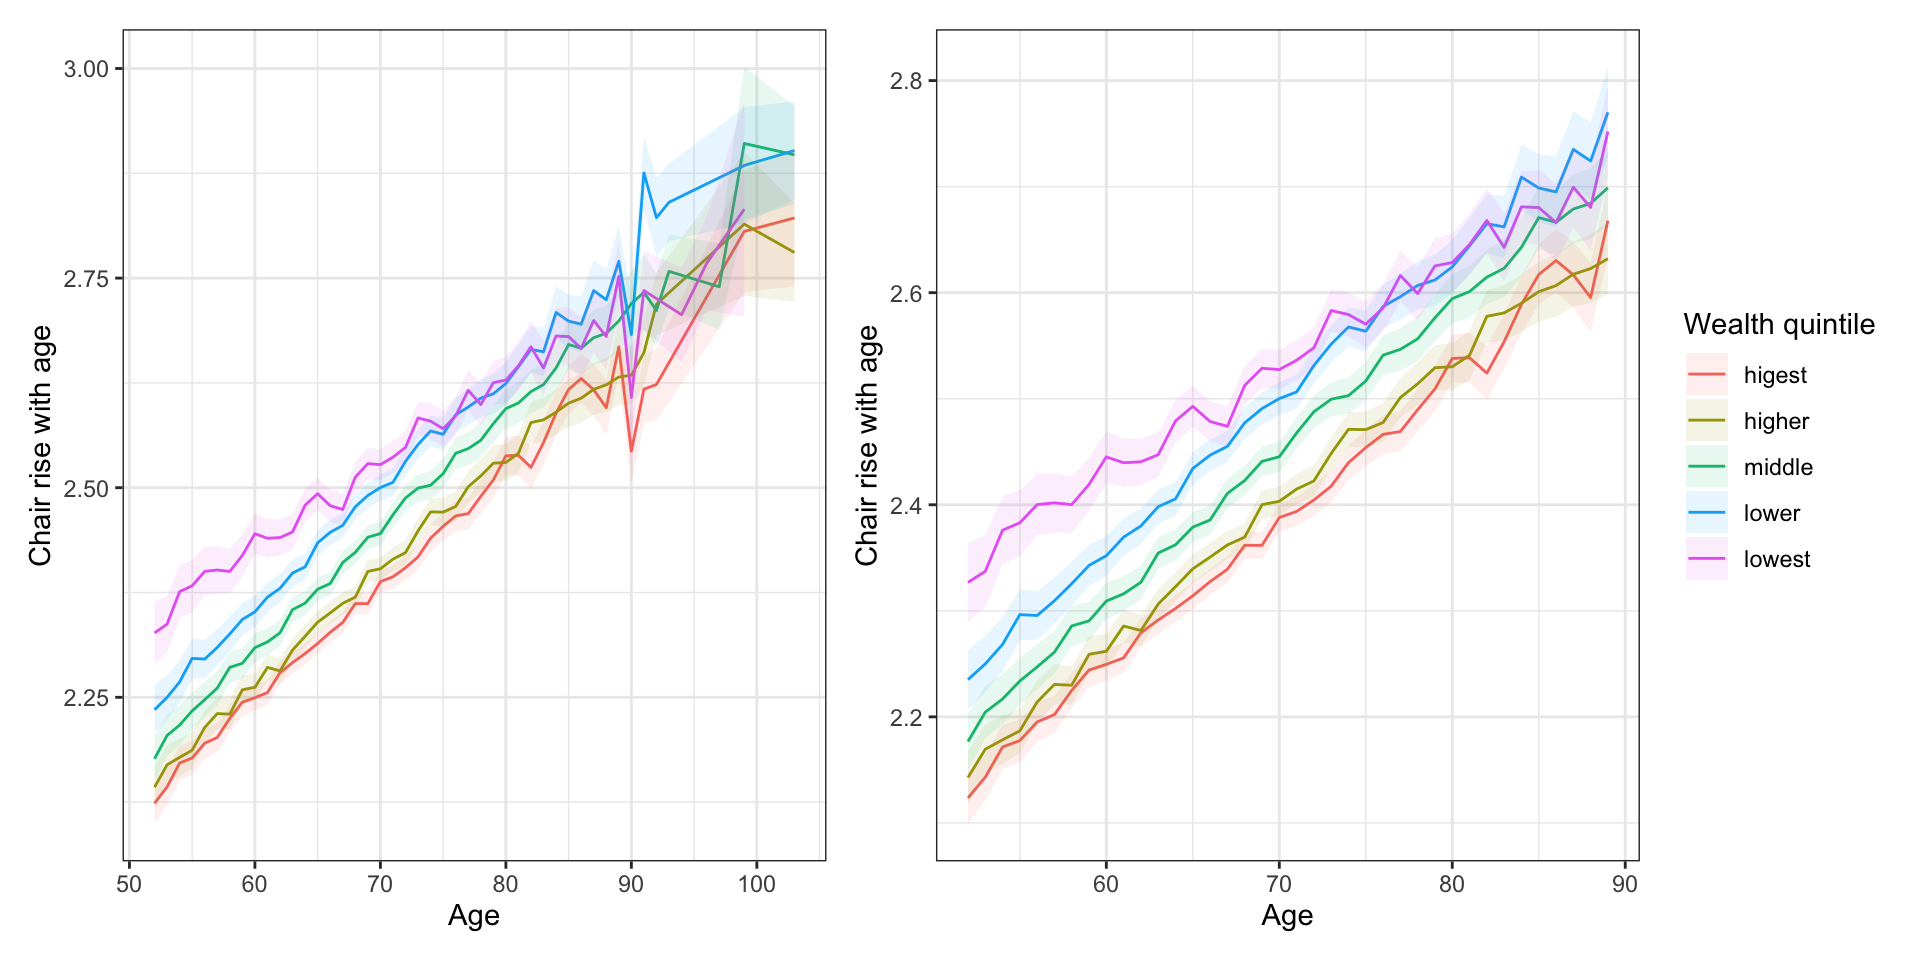 3.00
2.75
2.50
2.25
50 60 70 80 90 100
Age
Chair rise with age
2.8
2.6
2.4
2.2
60 70 80 90
Age
Chair rise with age
Wealth quintile
higest
higher
middle
lower
lowest